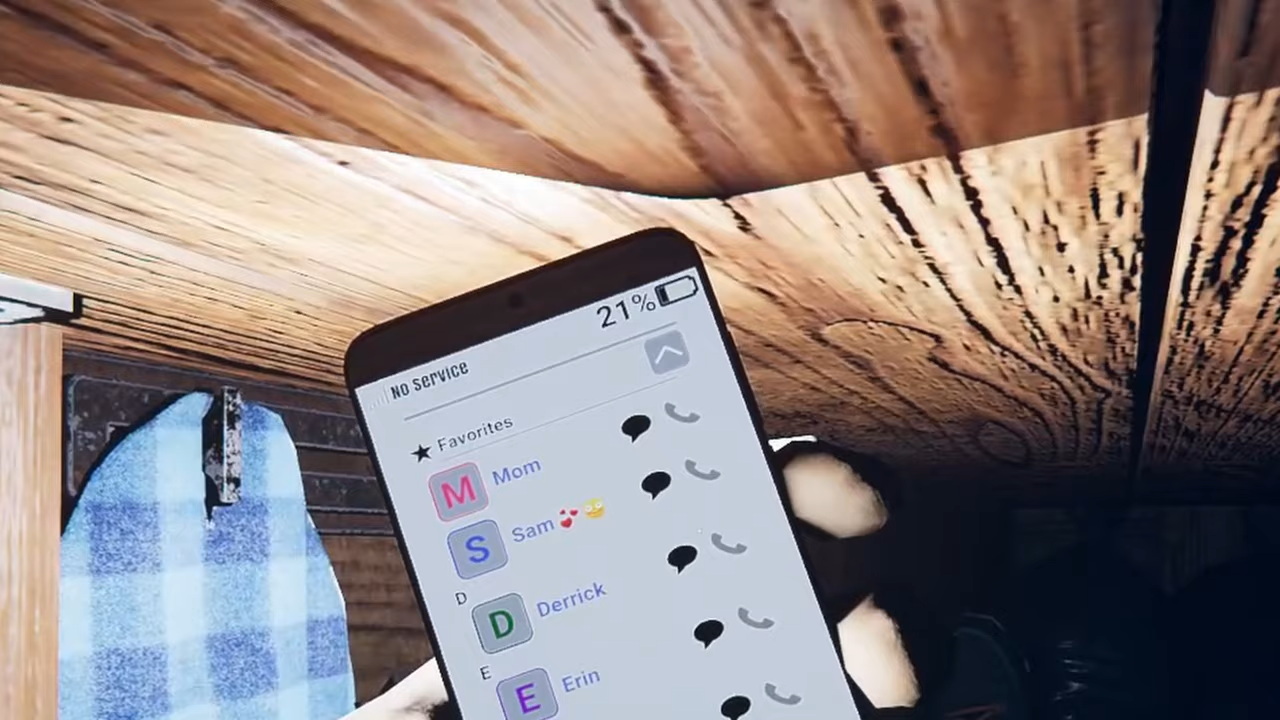 21%
No Service
★ Favorites
M Mom
S Sam 💕 😊
D
D Derrick
E
E Erin